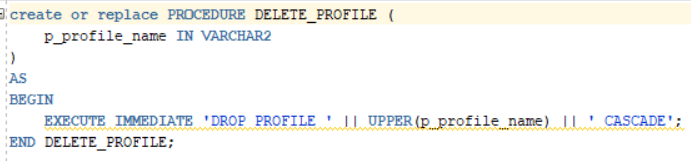 create or replace PROCEDURE DELETE_PROFILE (
    p_profile_name IN VARCHAR2
)
AS
BEGIN
    EXECUTE IMMEDIATE 'DROP PROFILE ' || UPPER(p_profile_name) || ' CASCADE';
END DELETE_PROFILE;